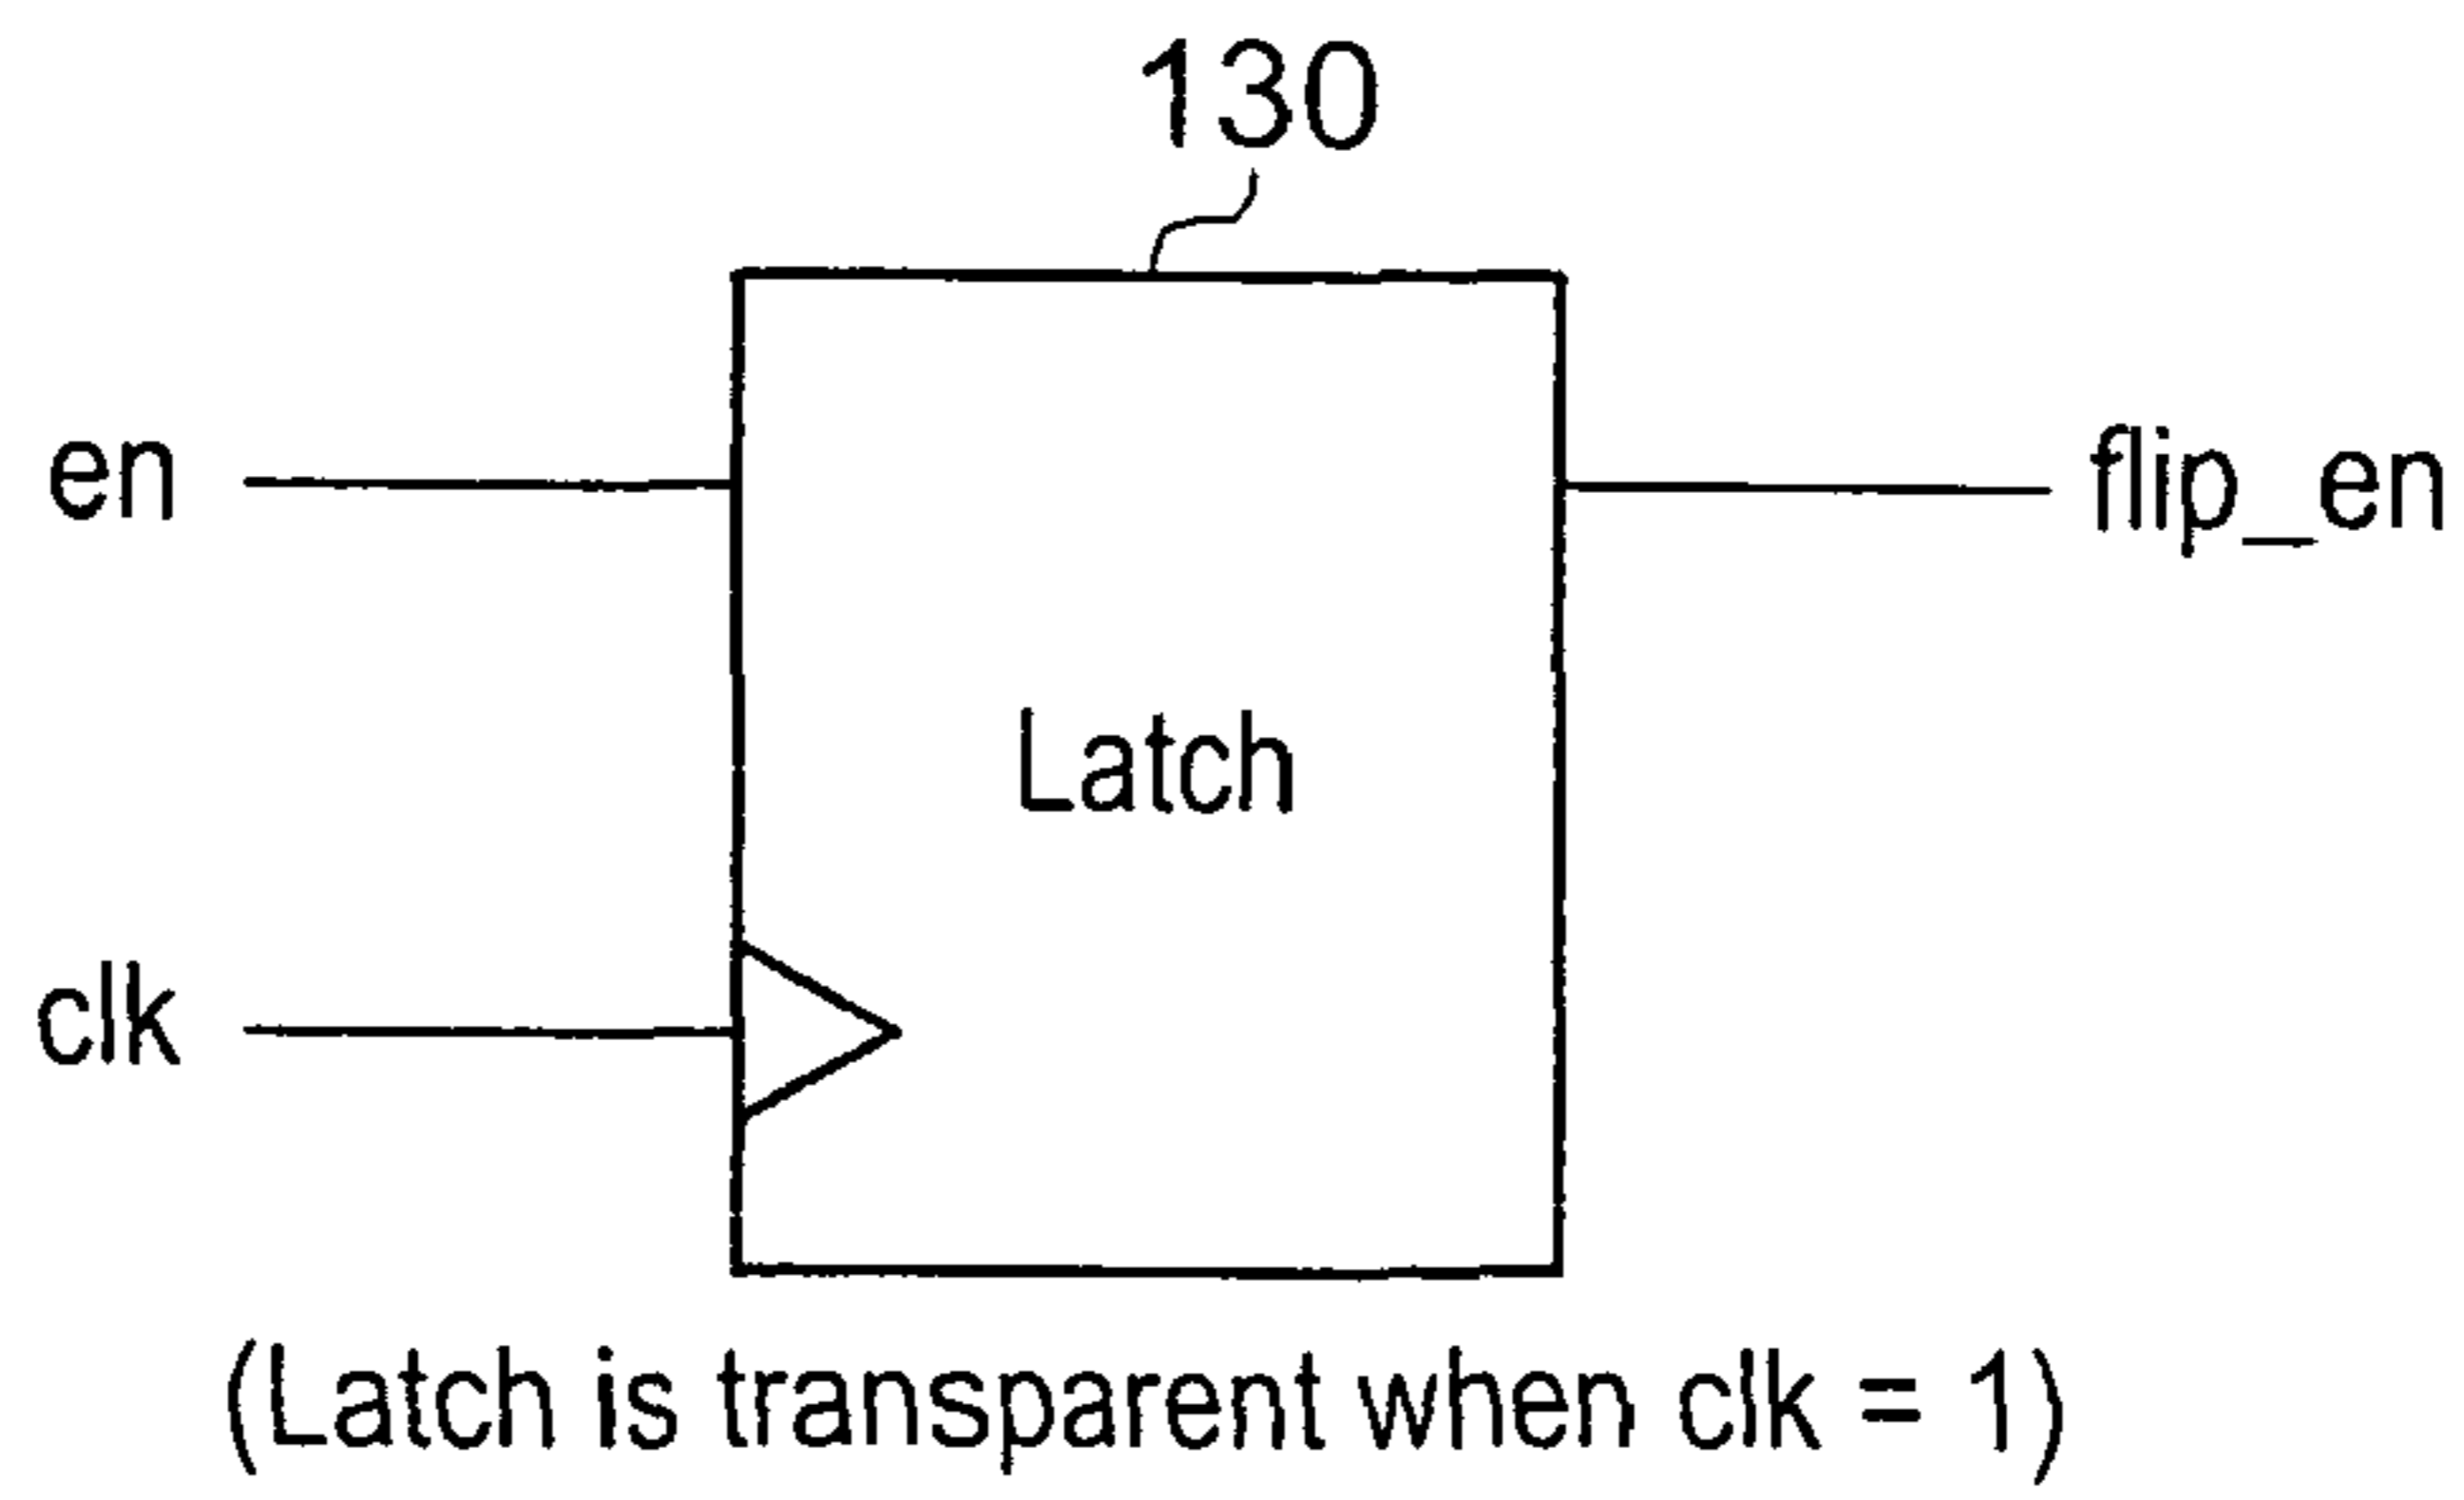 130
en
flip_en
Latch
clk
(Latch is transparent when clk = 1)